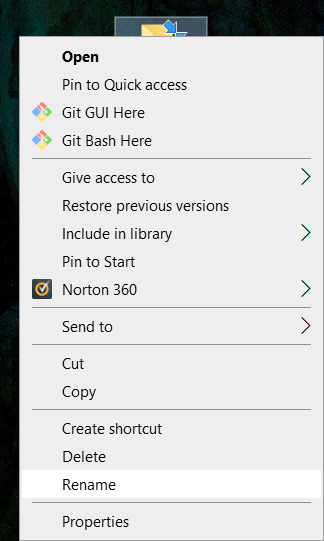 Open
Pin to Quick access
Git GUI Here
Git Bash Here
Give access to
Restore previous versions
Include in library
Pin to Start
Norton 360
Send to
Cut
Copy
Create shortcut
Delete
Rename
Properties